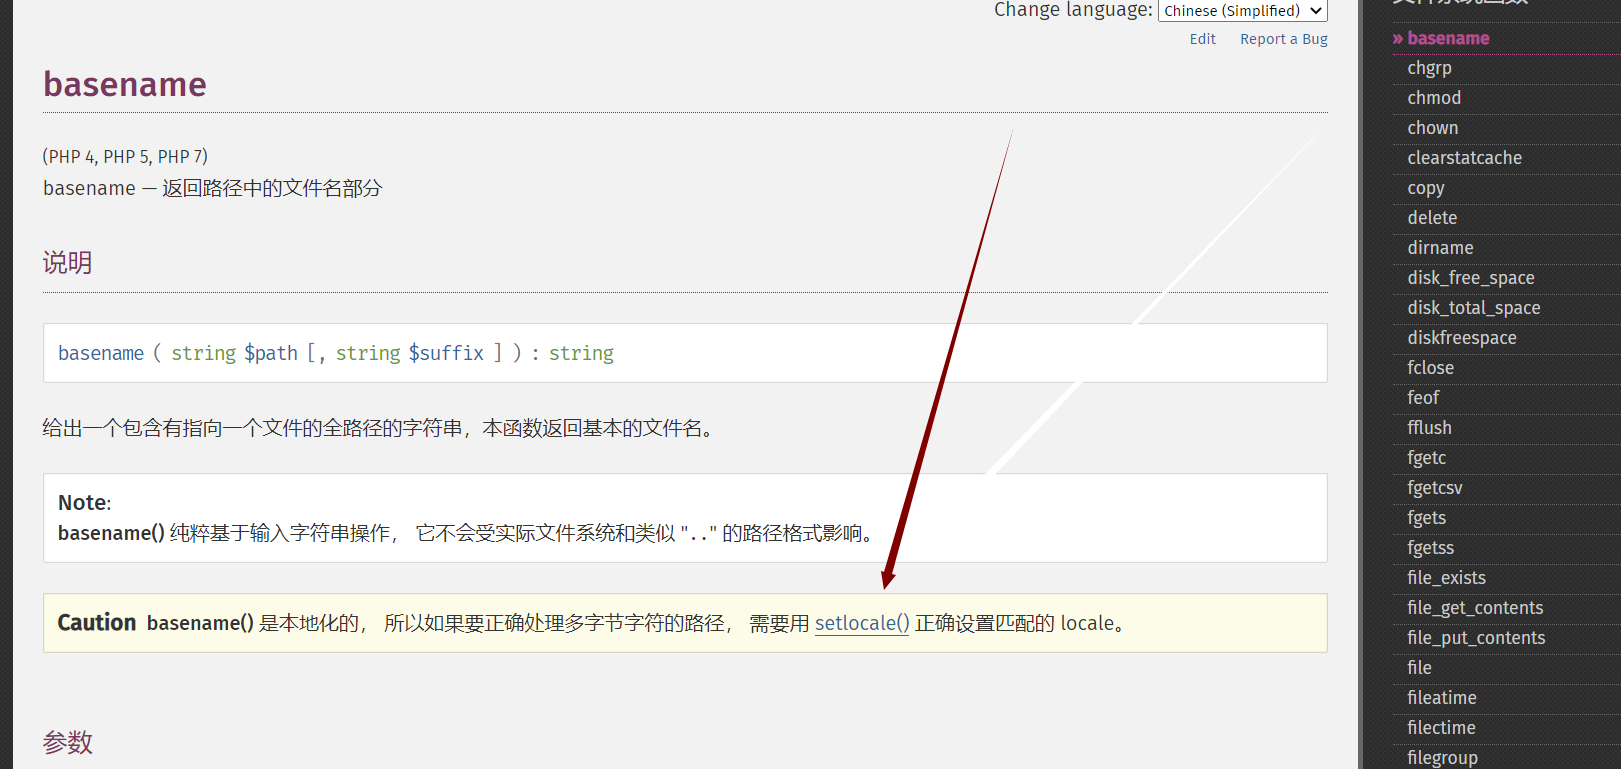 Change language: Chinese (Simplified)
Edit Report a Bug
basename
(PHP 4, PHP 5, PHP 7)
basename — 返回路径中的文件名部分
说明
basename ( string $path [, string $suffix ] ) : string
给出一个包含有指向一个文件的全路径的字符串，本函数返回基本的文件名。
Note:
basename() 纯粹基于输入字符串操作， 它不会受实际文件系统和类似 ".." 的路径格式影响。
Caution basename() 是本地化的， 所以如果要正确处理多字节字符的路径， 需要用 setlocale() 正确设置匹配的 locale。
参数
文件系统函数
» basename
chgrp
chmod
chown
clearstatcache
copy
delete
dirname
disk_free_space
disk_total_space
diskfreespace
fclose
feof
fflush
fgetc
fgetcsv
fgets
fgetss
file_exists
file_get_contents
file_put_contents
file
fileatime
filectime
filegroup